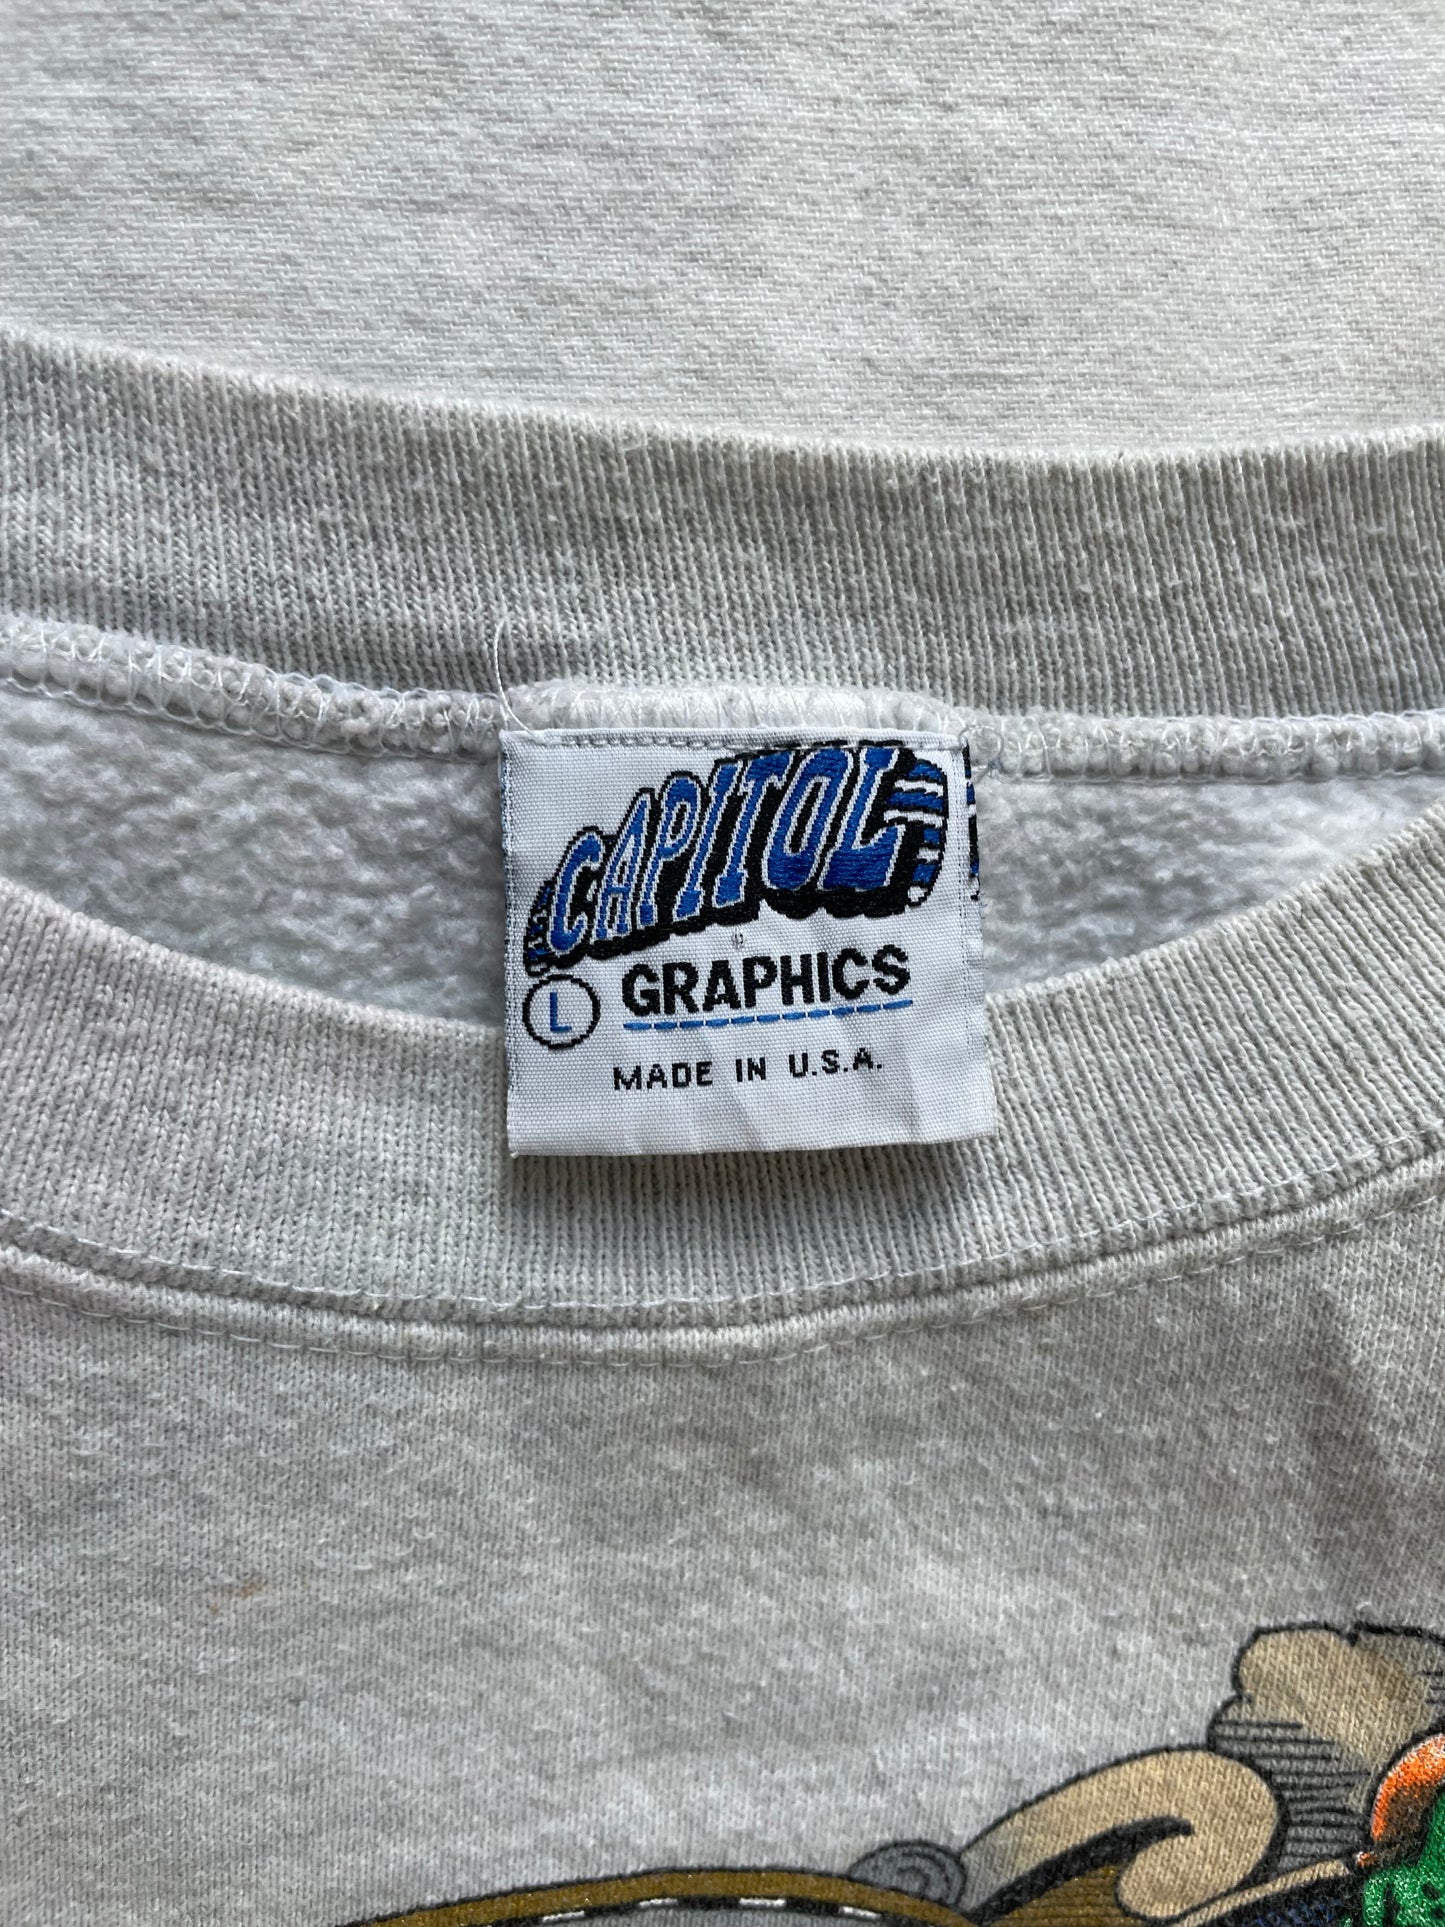 CAPITOL
©
L GRAPHICS
MADE IN U.S.A.